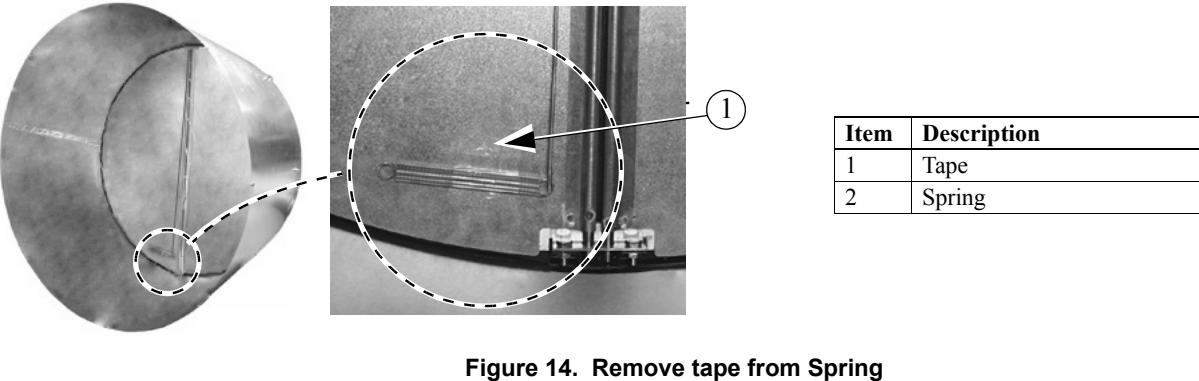 1
Item Description
1 Tape
2 Spring
Figure 14. Remove tape from Spring